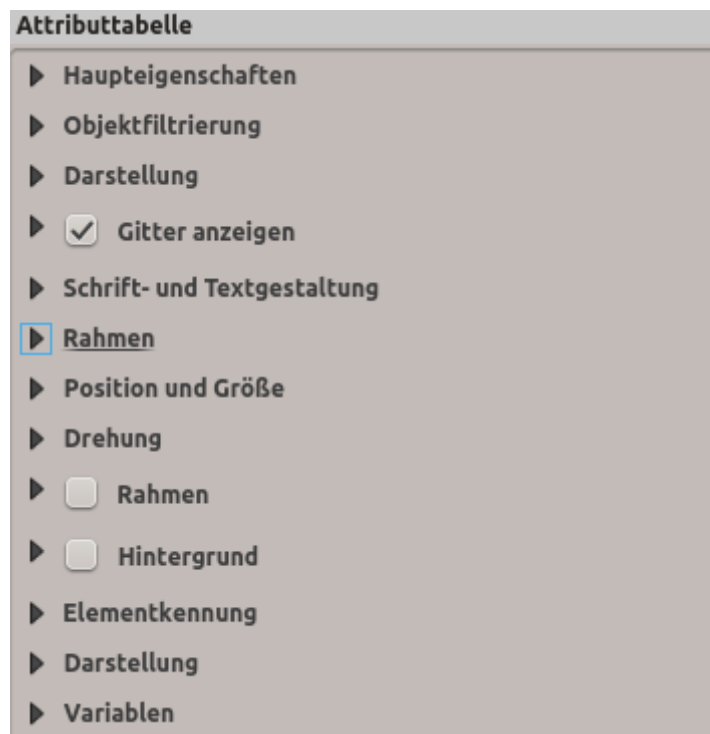 Attributtabelle
Haupteigenschaften
Objektfiltrierung
Darstellung
Gitter anzeigen
Schrift- und Textgestaltung
Rahmen
Position und Größe
Drehung
Rahmen
Hintergrund
Elementkennung
Darstellung
Variablen